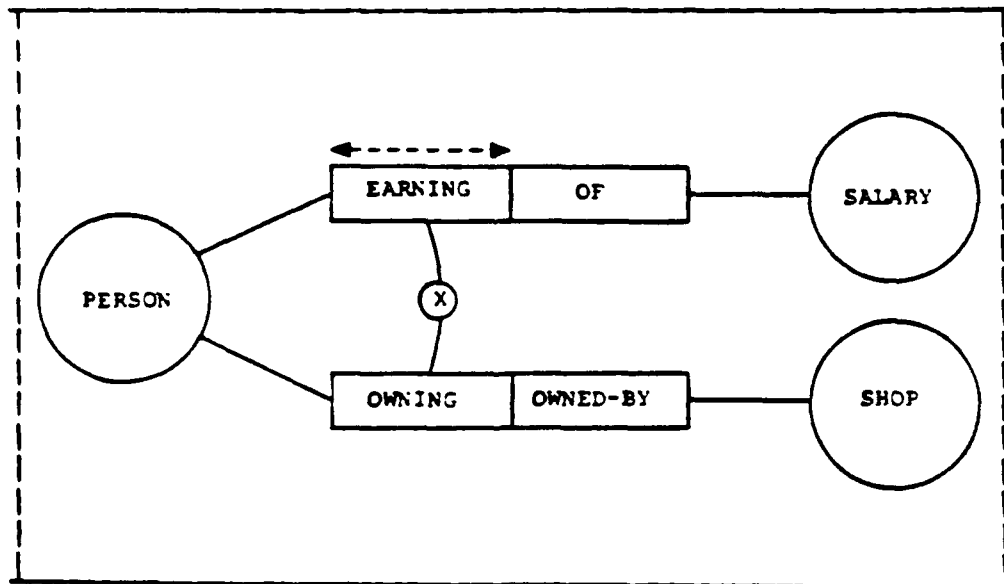 EARNING
OF
SALARY
PERSON
X
OWNING
OWNED-BY
SHOP